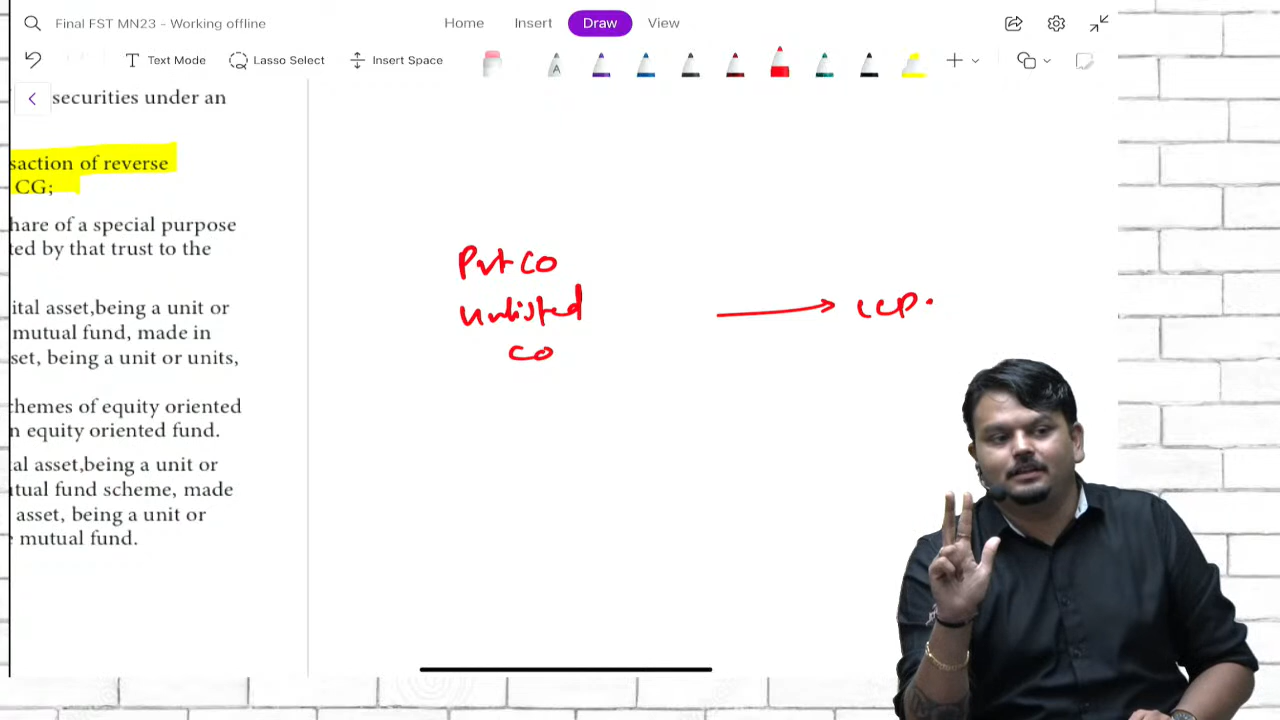 Final FST MN23 - Working offline
Home Insert Draw View
Text Mode Lasso Select Insert Space
A
securities under an
saction of reverse
CG;
hare of a special purpose
ted by that trust to the
ital asset,being a unit or
mutual fund, made in
set, being a unit or units,
chemes of equity oriented
n equity oriented fund.
al asset,being a unit or
utual fund scheme, made
asset, being a unit or
mutual fund.
Pvt CO
Unlisted
CO